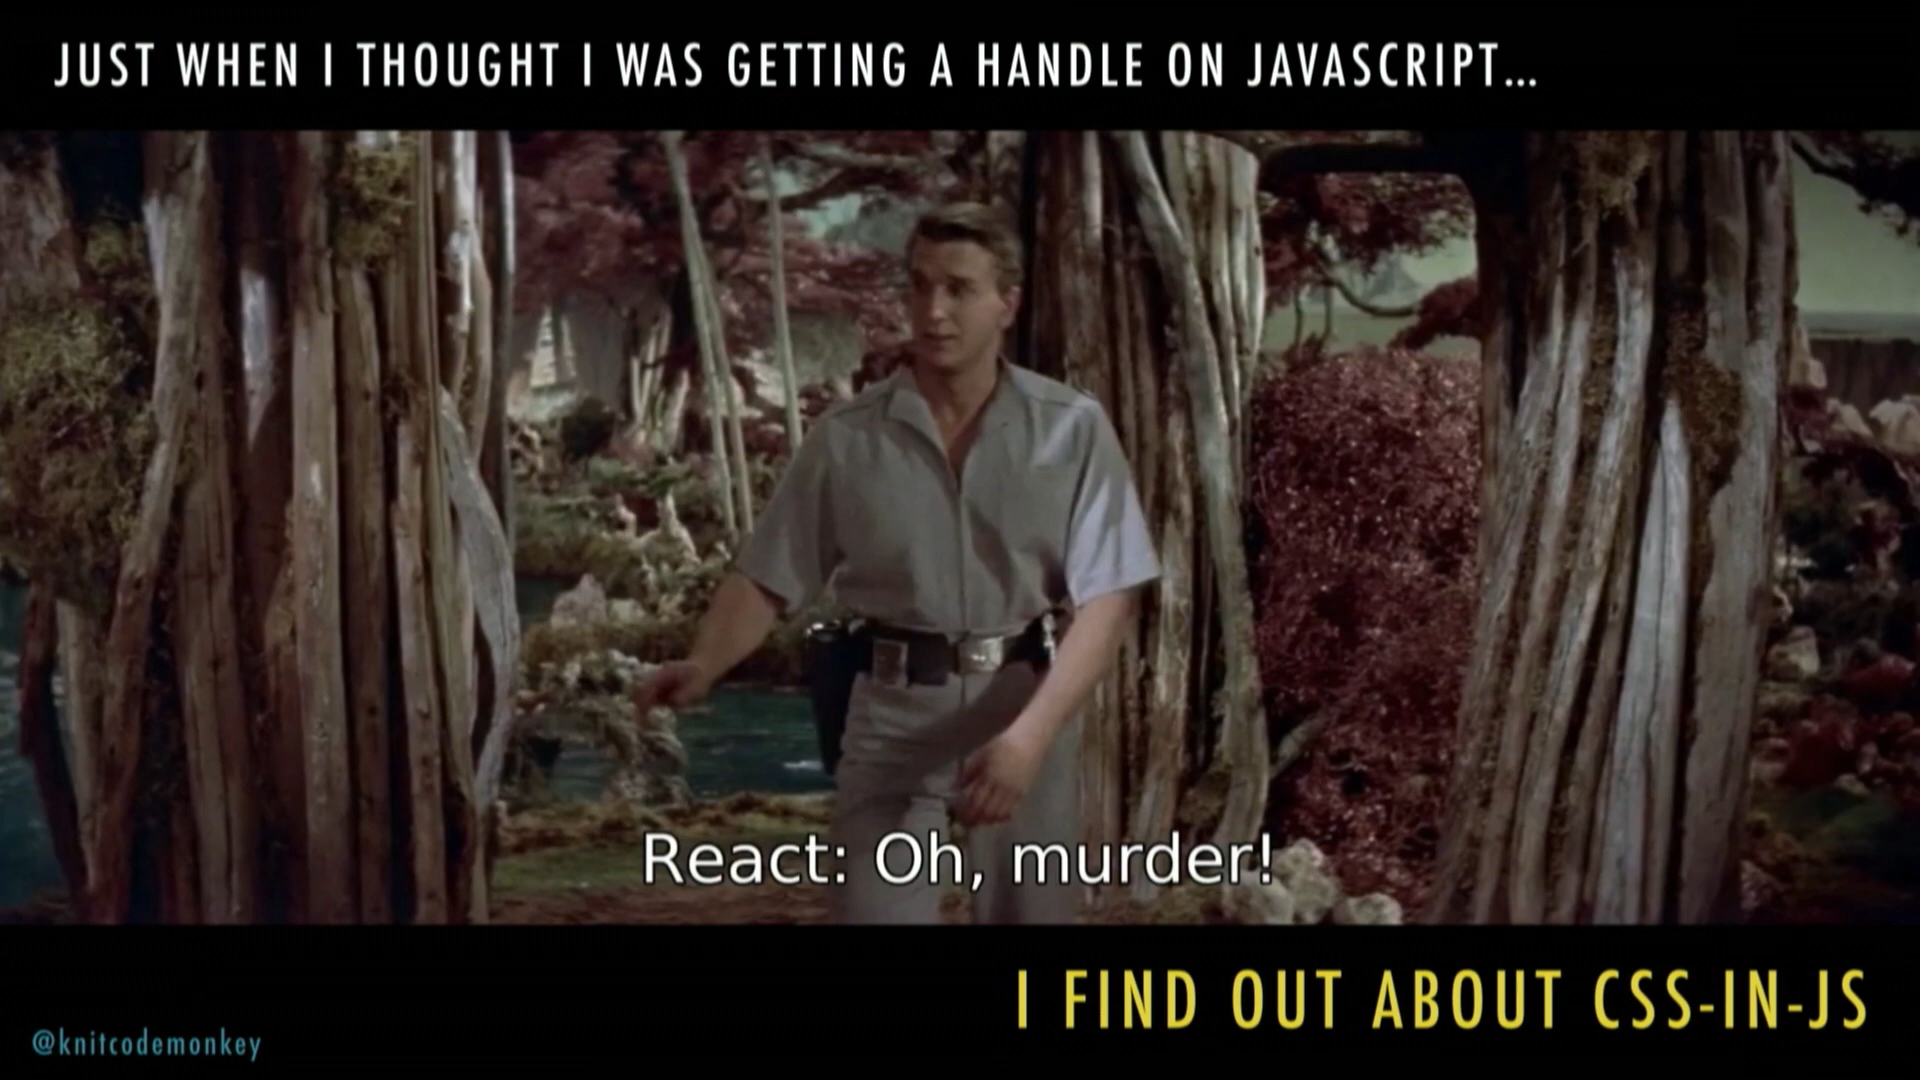 JUST WHEN I THOUGHT I WAS GETTING A HANDLE ON JAVASCRIPT...
React: Oh, murder!
I FIND OUT ABOUT CSS-IN-JS
@knitcodemonkey